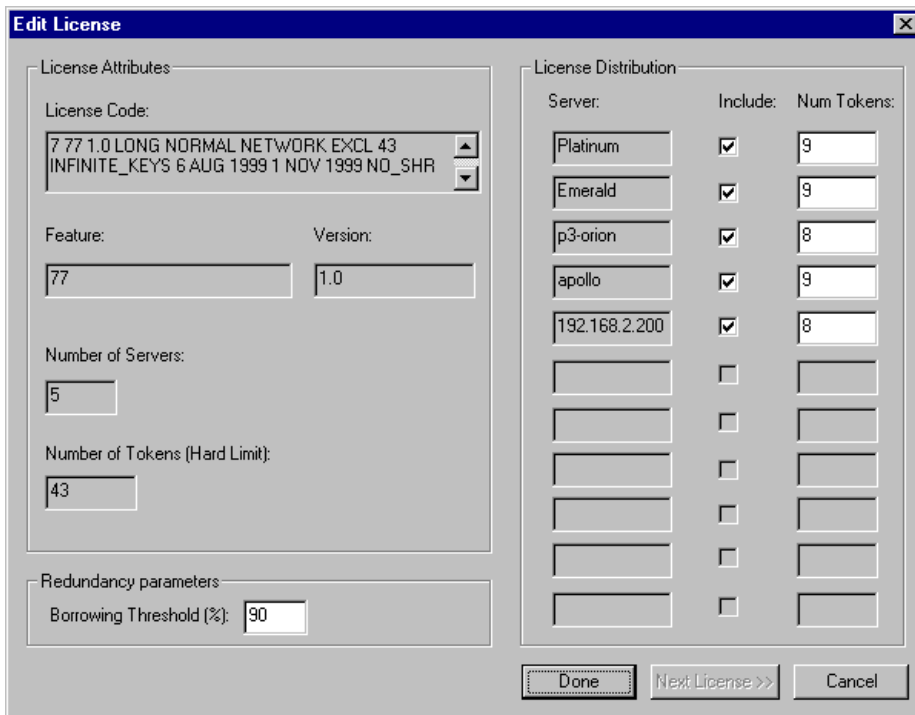 Edit License
License Attributes
License Code:
7 77 1.0 LONG NORMAL NETWORK EXCL 43
INFINITE_KEYS 6 AUG 1999 1 NOV 1999 NO_SHR
Feature: Version:
77 1.0
Number of Servers:
5
Number of Tokens (Hard Limit):
43
Redundancy parameters
Borrowing Threshold (%): 90
License Distribution
Server: Include: Num Tokens:
Platinum 9
Emerald 9
p3-orion 8
apollo 9
192.168.2.200 8
Done Next License >> Cancel